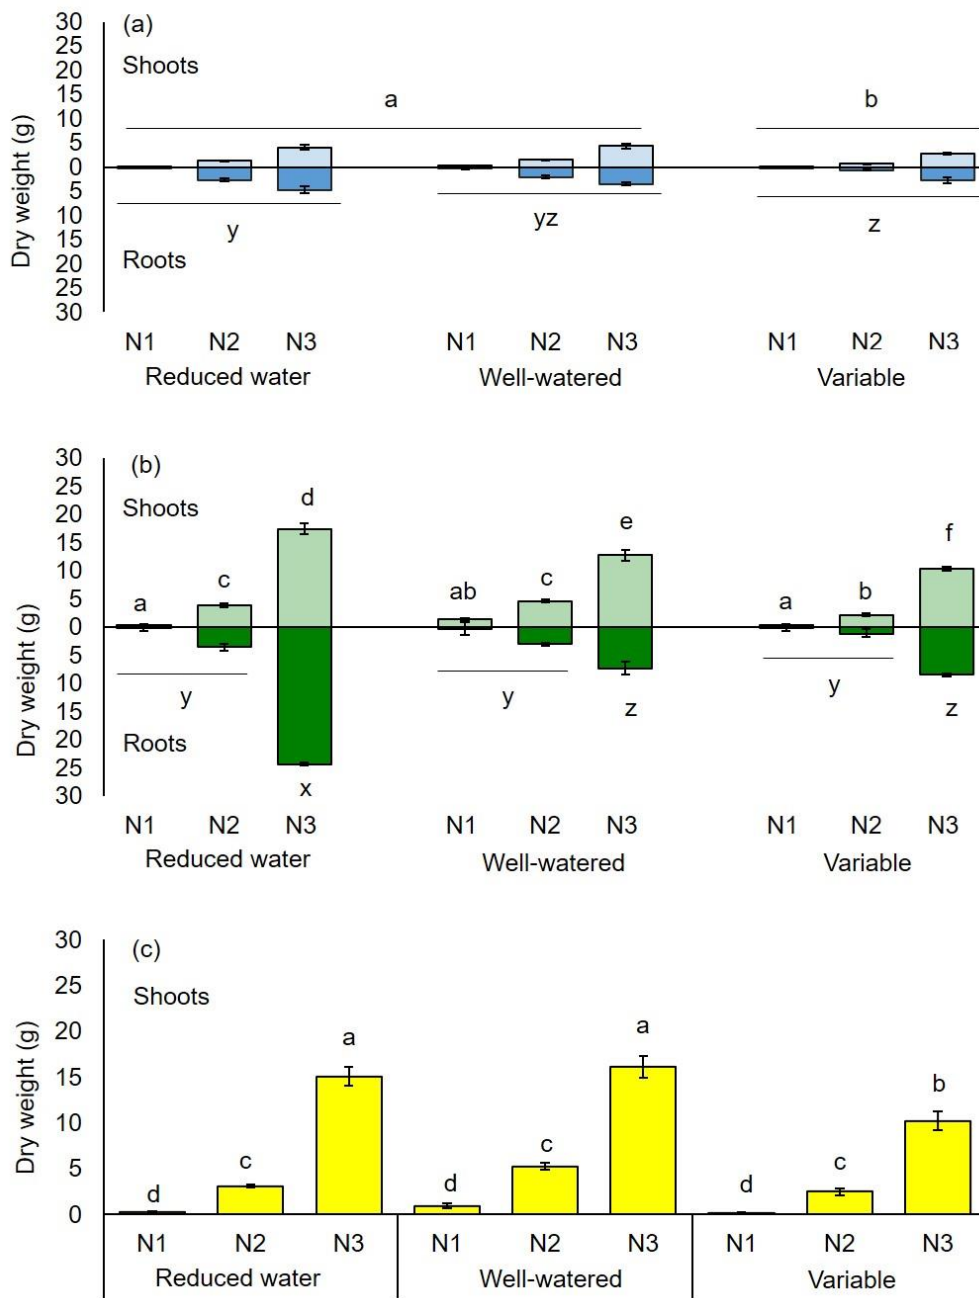 (a)
30
25
20
15
10
5
0
5
10
15
20
25
30
Dry weight (g)
Shoots
a
b
y
yz
z
Roots
N1 N2 N3 N1 N2 N3 N1 N2 N3
Reduced water Well-watered Variable
(b)
30
25
20
15
10
5
0
5
10
15
20
25
30
Dry weight (g)
Shoots
a c d ab c e a b f
y x y z y z
Roots
N1 N2 N3 N1 N2 N3 N1 N2 N3
Reduced water Well-watered Variable
(c)
30
25
20
15
10
5
0
Dry weight (g)
Shoots
d c a d c a d c b
N1 N2 N3 N1 N2 N3 N1 N2 N3
Reduced water Well-watered Variable